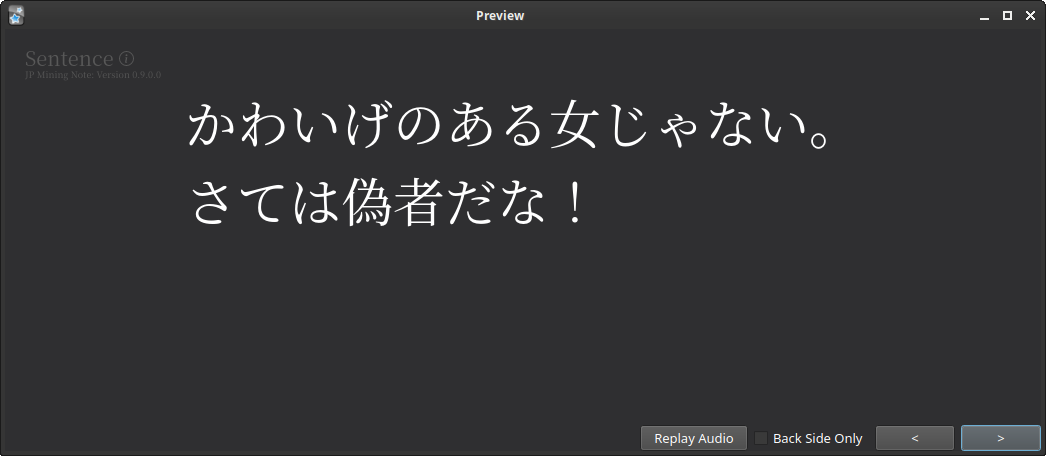 Preview
Sentence
JP Mining Note: Version 0.9.0.0
かわいげのある女じゃない。
さては偽者だな！
Replay Audio Back Side Only < >